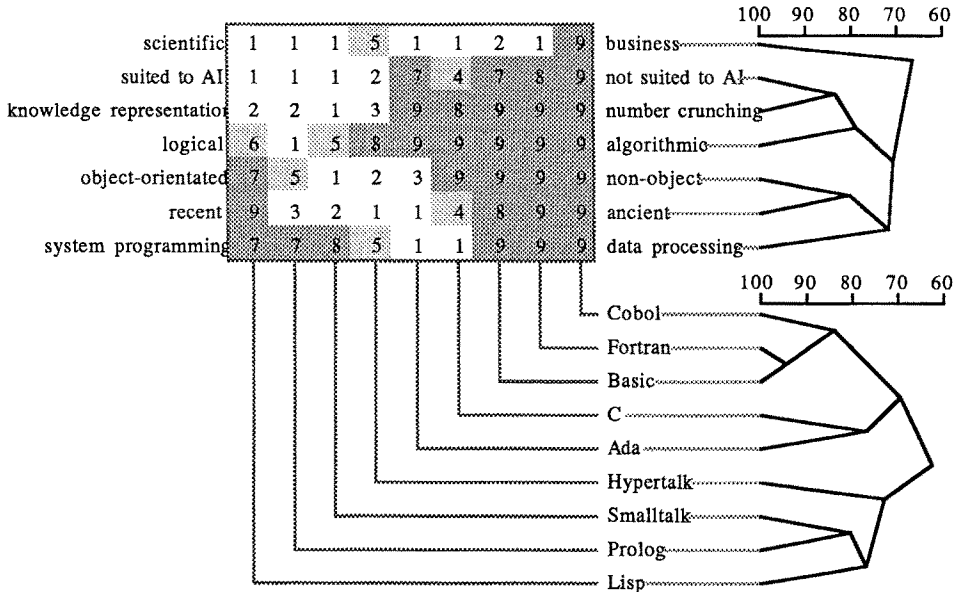 100 90 80 70 60
scientific 1 1 1 5 1 1 2 1 9 business
suited to AI 1 1 1 2 7 4 7 8 9 not suited to AI
knowledge representation 2 2 1 3 9 8 9 9 9 number crunching
logical 6 1 5 8 9 9 9 9 9 algorithmic
object-orientated 7 5 1 2 3 9 9 9 9 non-object
recent 9 3 2 1 1 4 8 9 9 ancient
system programming 7 7 8 5 1 1 9 9 9 data processing
100 90 80 70 60
Cobol
Fortran
Basic
C
Ada
Hypertalk
Smalltalk
Prolog
Lisp